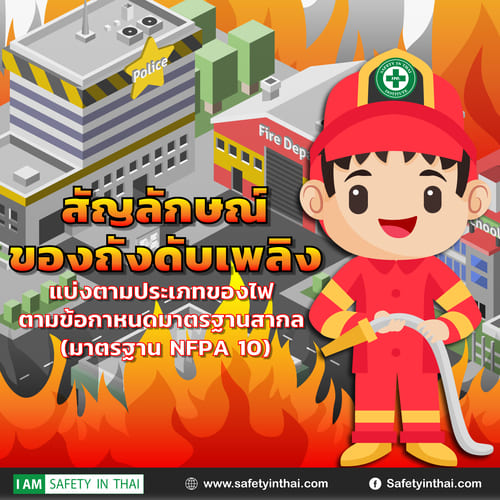 Police
Fire Dep
SAFETY IN THAI
INSTITUTE
สัญลักษณ์
ของถังดับเพลิง
แบ่งตามประเภทของไฟ
ตามข้อกำหนดมาตรฐานสากล
(มาตรฐาน NFPA 10)
I AM SAFETY IN THAI
www.safetyinthai.com
Safetyinthai.com